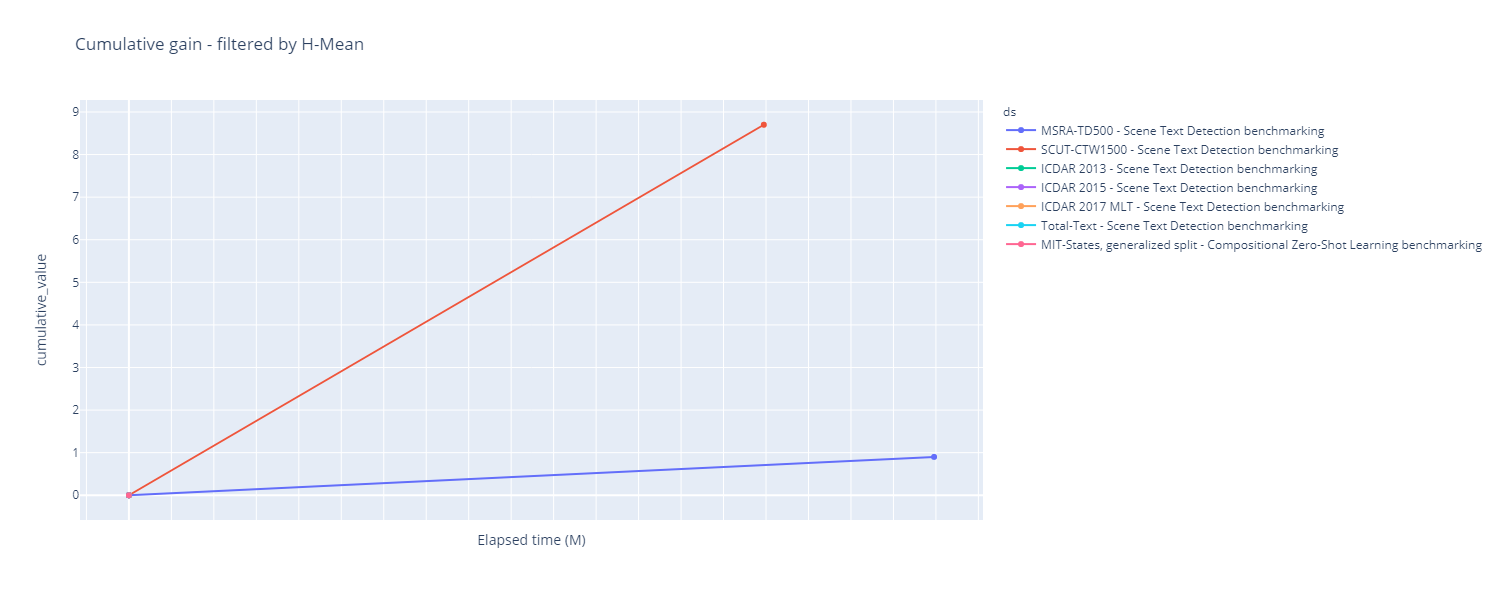 Cumulative gain - filtered by H-Mean
9
8
7
6
5
4
3
2
1
0
cumulative_value
Elapsed time (M)
ds
MSRA-TD500 - Scene Text Detection benchmarking
SCUT-CTW1500 - Scene Text Detection benchmarking
ICDAR 2013 - Scene Text Detection benchmarking
ICDAR 2015 - Scene Text Detection benchmarking
ICDAR 2017 MLT - Scene Text Detection benchmarking
Total-Text - Scene Text Detection benchmarking
MIT-States, generalized split - Compositional Zero-Shot Learning benchmarking